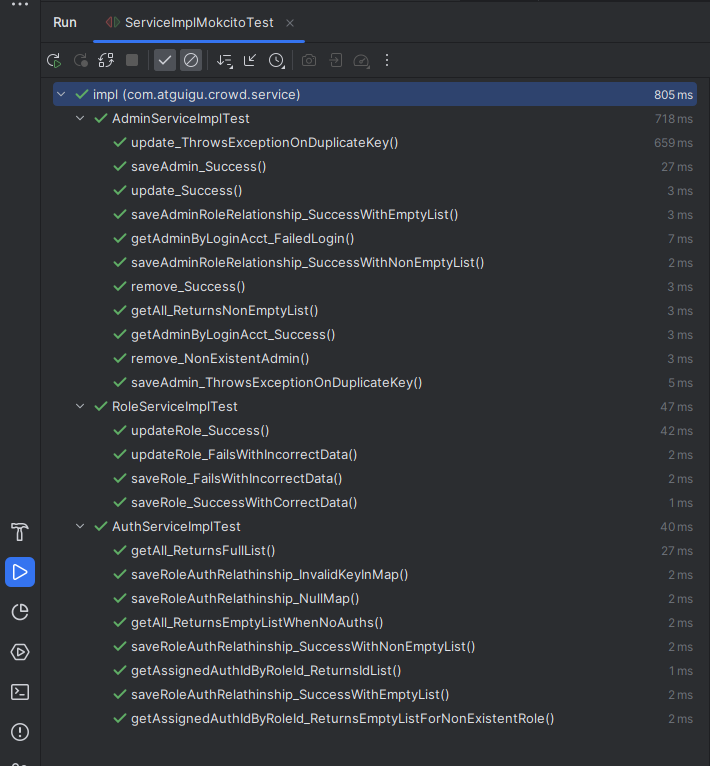 Run ServiceImplMokcitoTest
impl (com.atguigu.crowd.service) 805 ms
AdminServiceImplTest 718 ms
update_ThrowsExceptionOnDuplicateKey() 659 ms
saveAdmin_Success() 27 ms
update_Success() 3 ms
saveAdminRoleRelationship_SuccessWithEmptyList() 3 ms
getAdminByLoginAcct_FailedLogin() 7 ms
saveAdminRoleRelationship_SuccessWithNonEmptyList() 2 ms
remove_Success() 3 ms
getAll_ReturnsNonEmptyList() 3 ms
getAdminByLoginAcct_Success() 3 ms
remove_NonExistentAdmin() 3 ms
saveAdmin_ThrowsExceptionOnDuplicateKey() 5 ms
RoleServiceImplTest 47 ms
updateRole_Success() 42 ms
updateRole_FailsWithIncorrectData() 2 ms
saveRole_FailsWithIncorrectData() 2 ms
saveRole_SuccessWithCorrectData() 1 ms
AuthServiceImplTest 40 ms
getAll_ReturnsFullList() 27 ms
saveRoleAuthRelathinship_InvalidKeyInMap() 2 ms
saveRoleAuthRelathinship_NullMap() 2 ms
getAll_ReturnsEmptyListWhenNoAuths() 2 ms
saveRoleAuthRelathinship_SuccessWithNonEmptyList() 2 ms
getAssignedAuthIdByRoleId_ReturnsIdList() 1 ms
saveRoleAuthRelathinship_SuccessWithEmptyList() 2 ms
getAssignedAuthIdByRoleId_ReturnsEmptyListForNonExistentRole() 2 ms